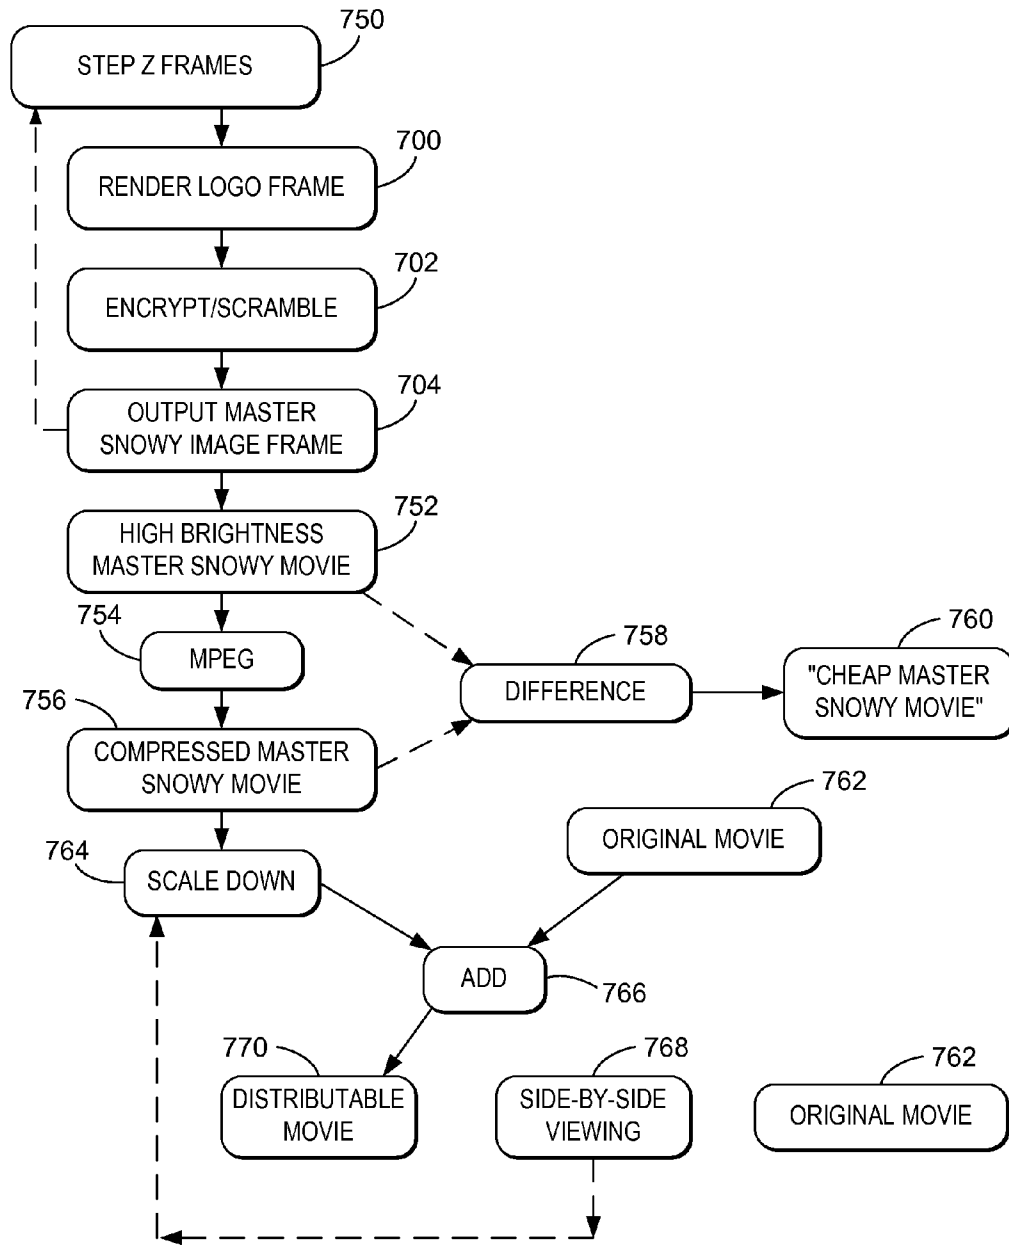 750
STEP Z FRAMES
700
RENDER LOGO FRAME
702
ENCRYPT/SCRAMBLE
704
OUTPUT MASTER
SNOWY IMAGE FRAME
752
HIGH BRIGHTNESS
MASTER SNOWY MOVIE
754
MPEG
758
DIFFERENCE
760
"CHEAP MASTER
SNOWY MOVIE"
756
COMPRESSED MASTER
SNOWY MOVIE
762
ORIGINAL MOVIE
764
SCALE DOWN
ADD
766
770
DISTRIBUTABLE
MOVIE
768
SIDE-BY-SIDE
VIEWING
762
ORIGINAL MOVIE